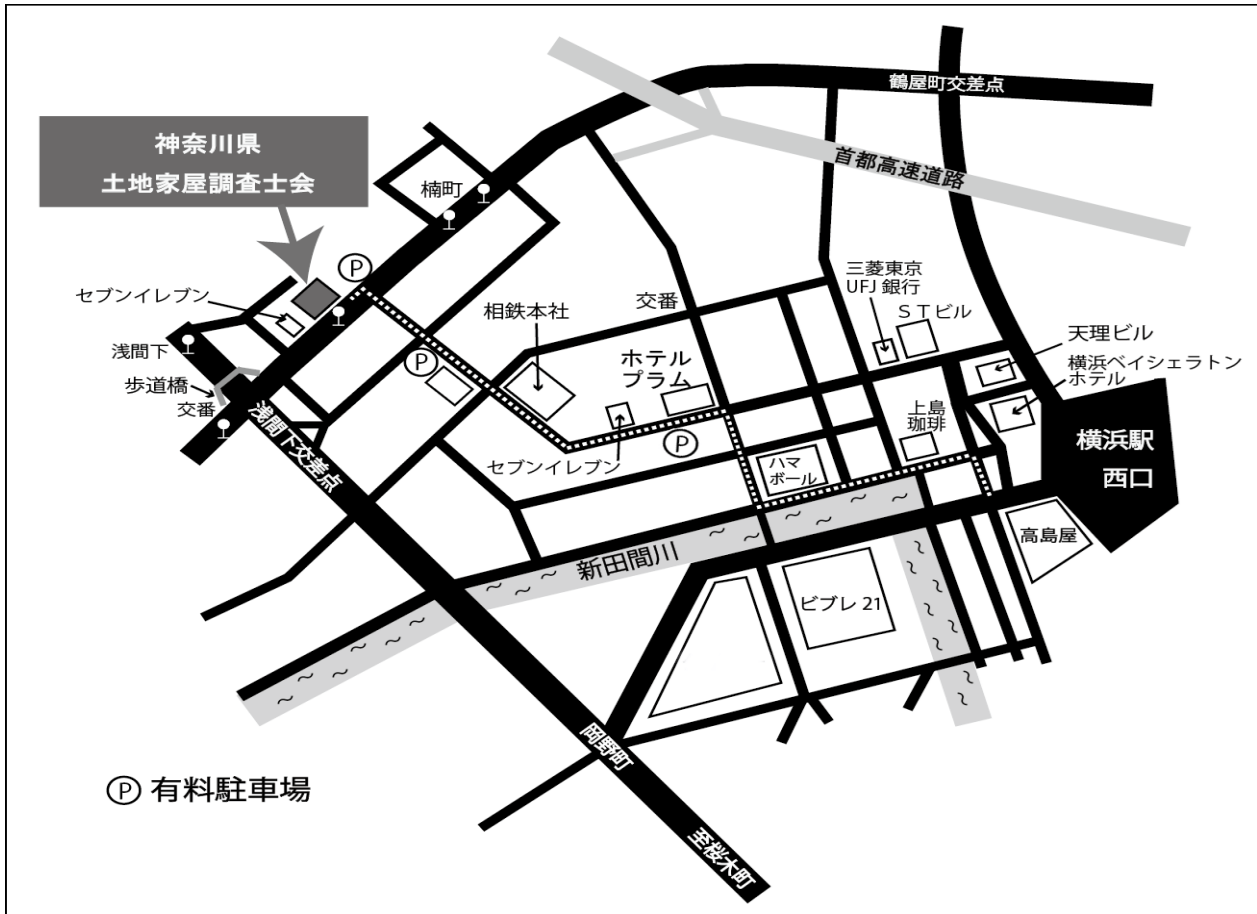 鶴屋町交差点
神奈川県
土地家屋調査士会
首都高速道路
楠町
P
セブンイレブン
相鉄本社
交番
三菱東京
UFJ 銀行
STビル
天理ビル
横浜ベイシェラトン
ホテル
浅間下
歩道橋
交番
浅間下交差点
P
ホテル
プラム
セブンイレブン
P
上島
珈琲
ハマ
ボール
横浜駅
西口
高島屋
新田間川
ビブレ 21
岡野町
至桜木町
P 有料駐車場